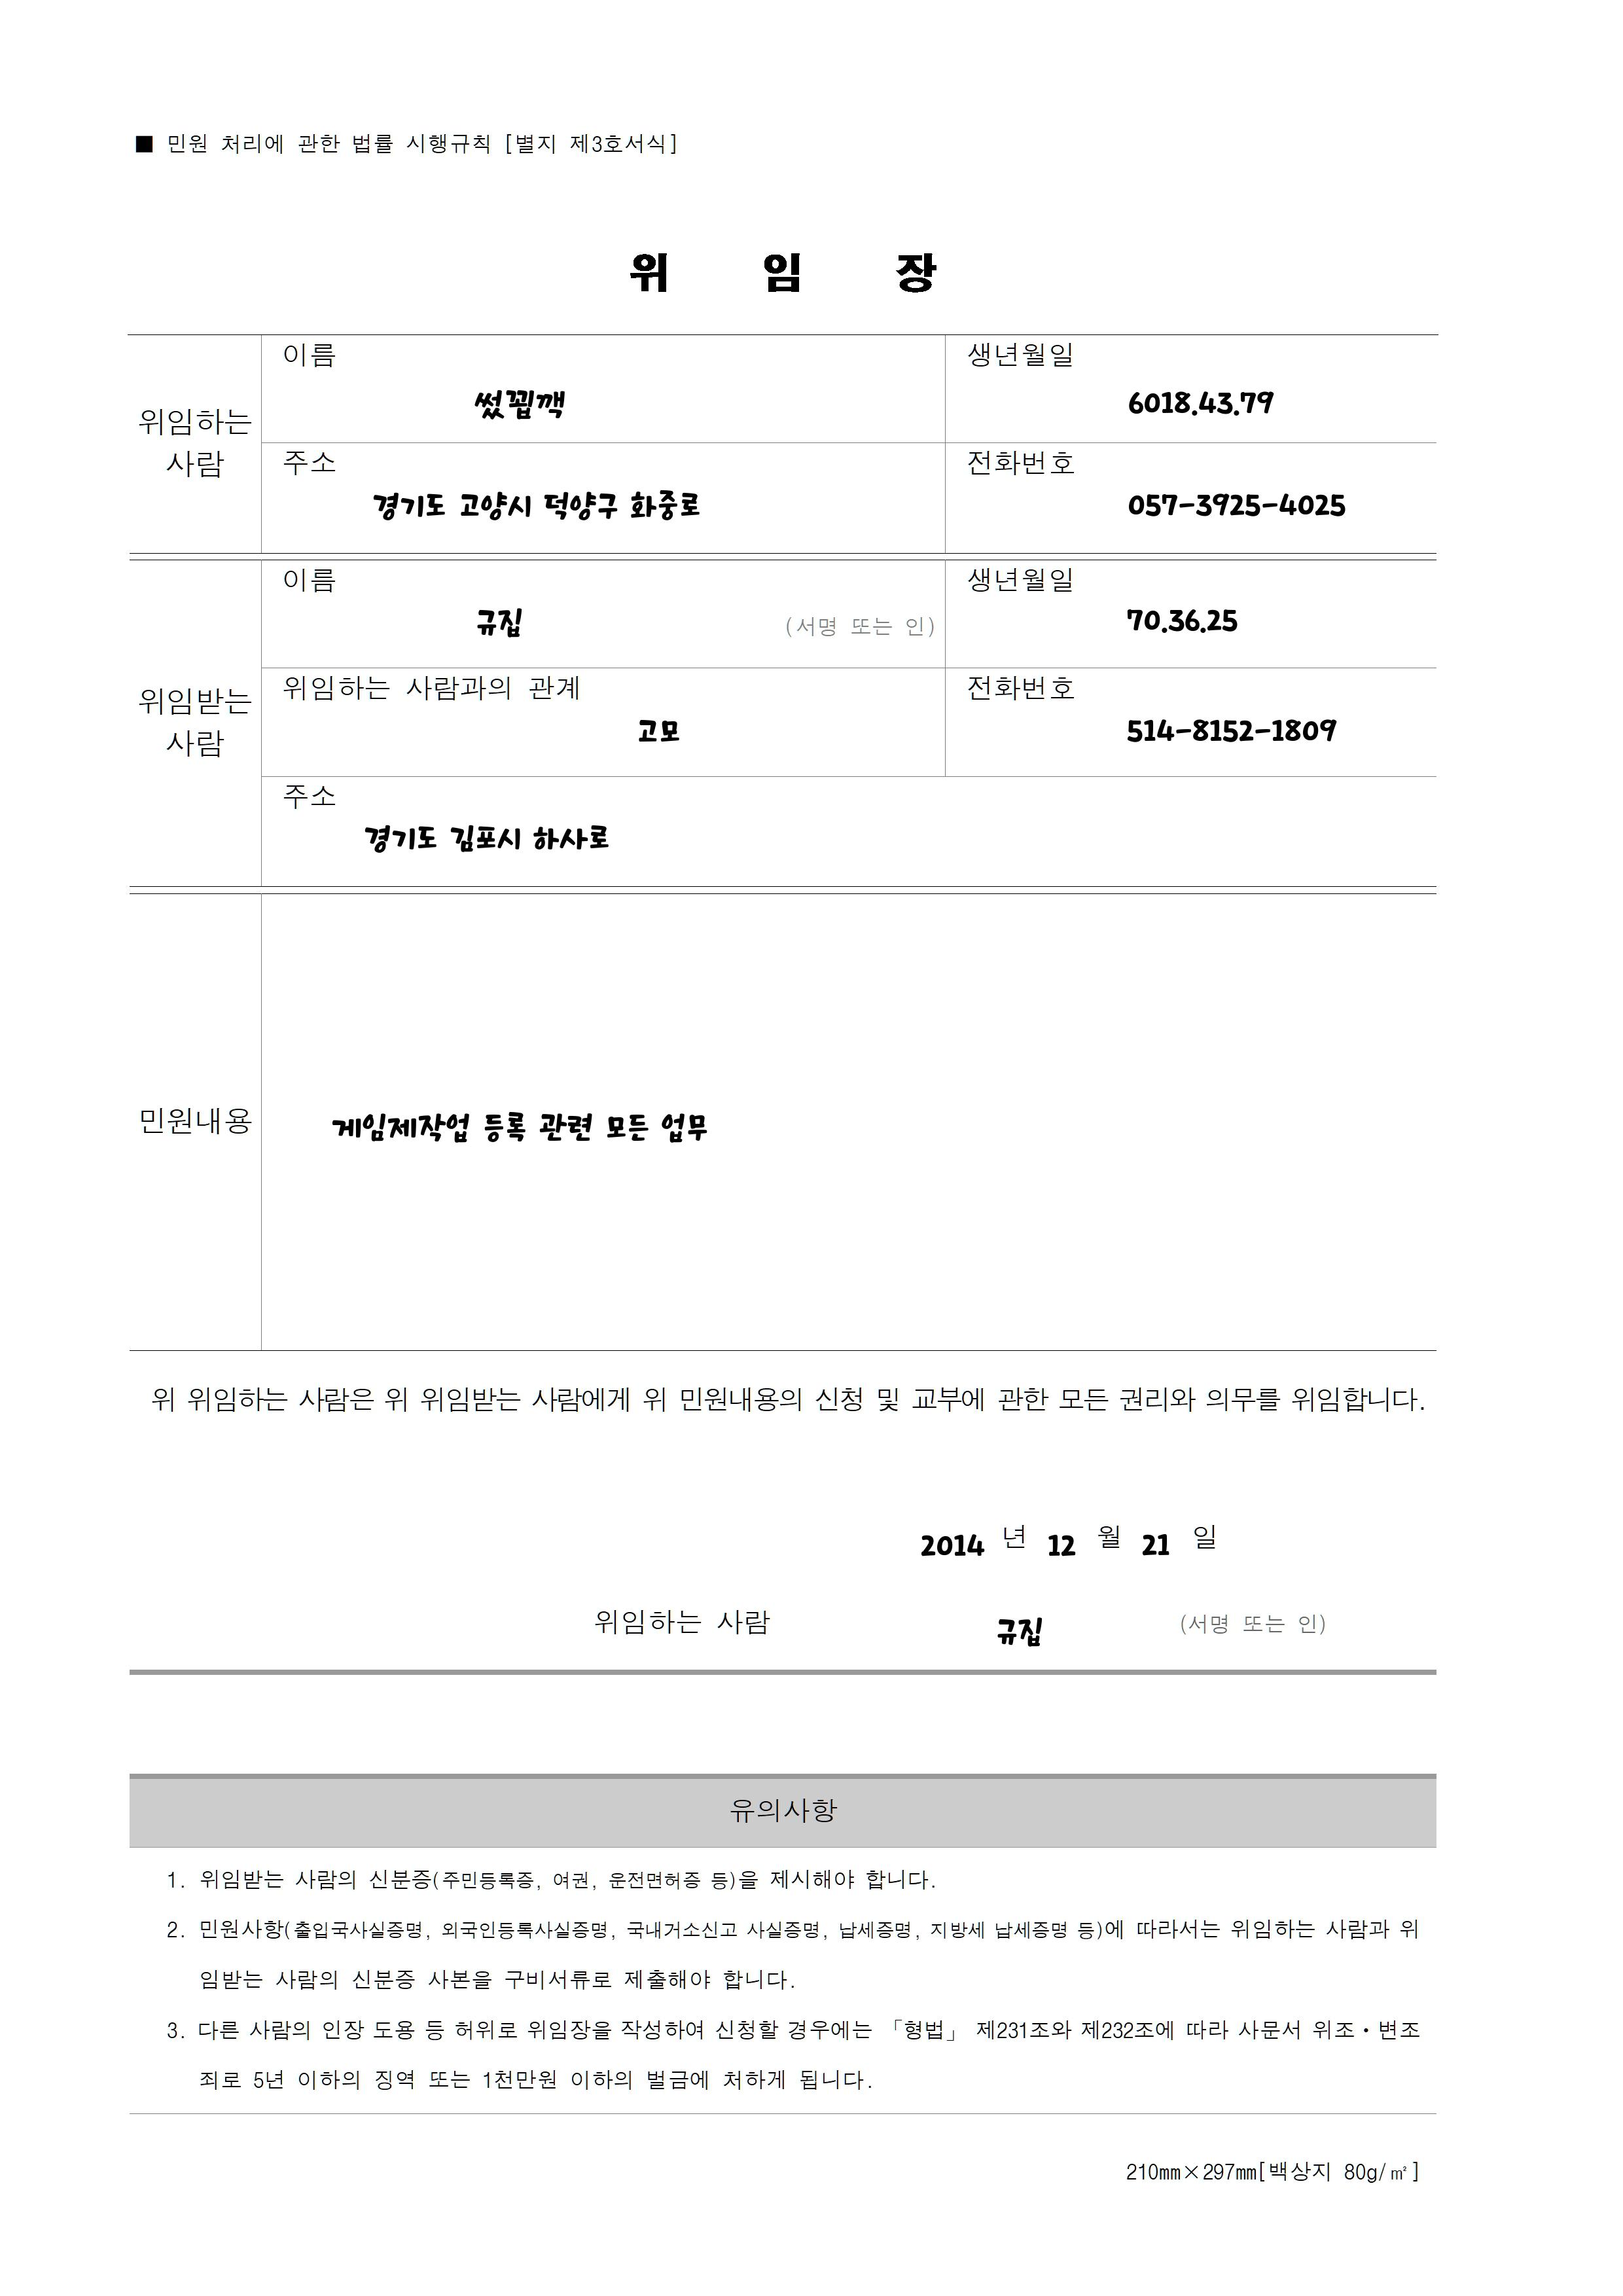 ■ 민원 처리에 관한 법률 시행규칙 [별지 제3호서식]
위 임 장
위임하는 사람
이름
썼꾑깩
생년월일
6018.43.79
주소
경기도 고양시 덕양구 화중로
전화번호
057-3925-4025
위임받는 사람
이름
규집 (서명 또는 인)
생년월일
70.36.25
위임하는 사람과의 관계
고모
전화번호
514-8152-1809
주소
경기도 김포시 하사로
민원내용
게임제작업 등록 관련 모든 업무
위 위임하는 사람은 위 위임받는 사람에게 위 민원내용의 신청 및 교부에 관한 모든 권리와 의무를 위임합니다.
2014 년 12 월 21 일
위임하는 사람 규집 (서명 또는 인)
유의사항
1. 위임받는 사람의 신분증(주민등록증, 여권, 운전면허증 등)을 제시해야 합니다.
2. 민원사항(출입국사실증명, 외국인등록사실증명, 국내거소신고 사실증명, 납세증명, 지방세 납세증명 등)에 따라서는 위임하는 사람과 위
임받는 사람의 신분증 사본을 구비서류로 제출해야 합니다.
3. 다른 사람의 인장 도용 등 허위로 위임장을 작성하여 신청할 경우에는 「형법」 제231조와 제232조에 따라 사문서 위조·변조
죄로 5년 이하의 징역 또는 1천만원 이하의 벌금에 처하게 됩니다.
210㎜×297㎜[백상지 80g/㎡]